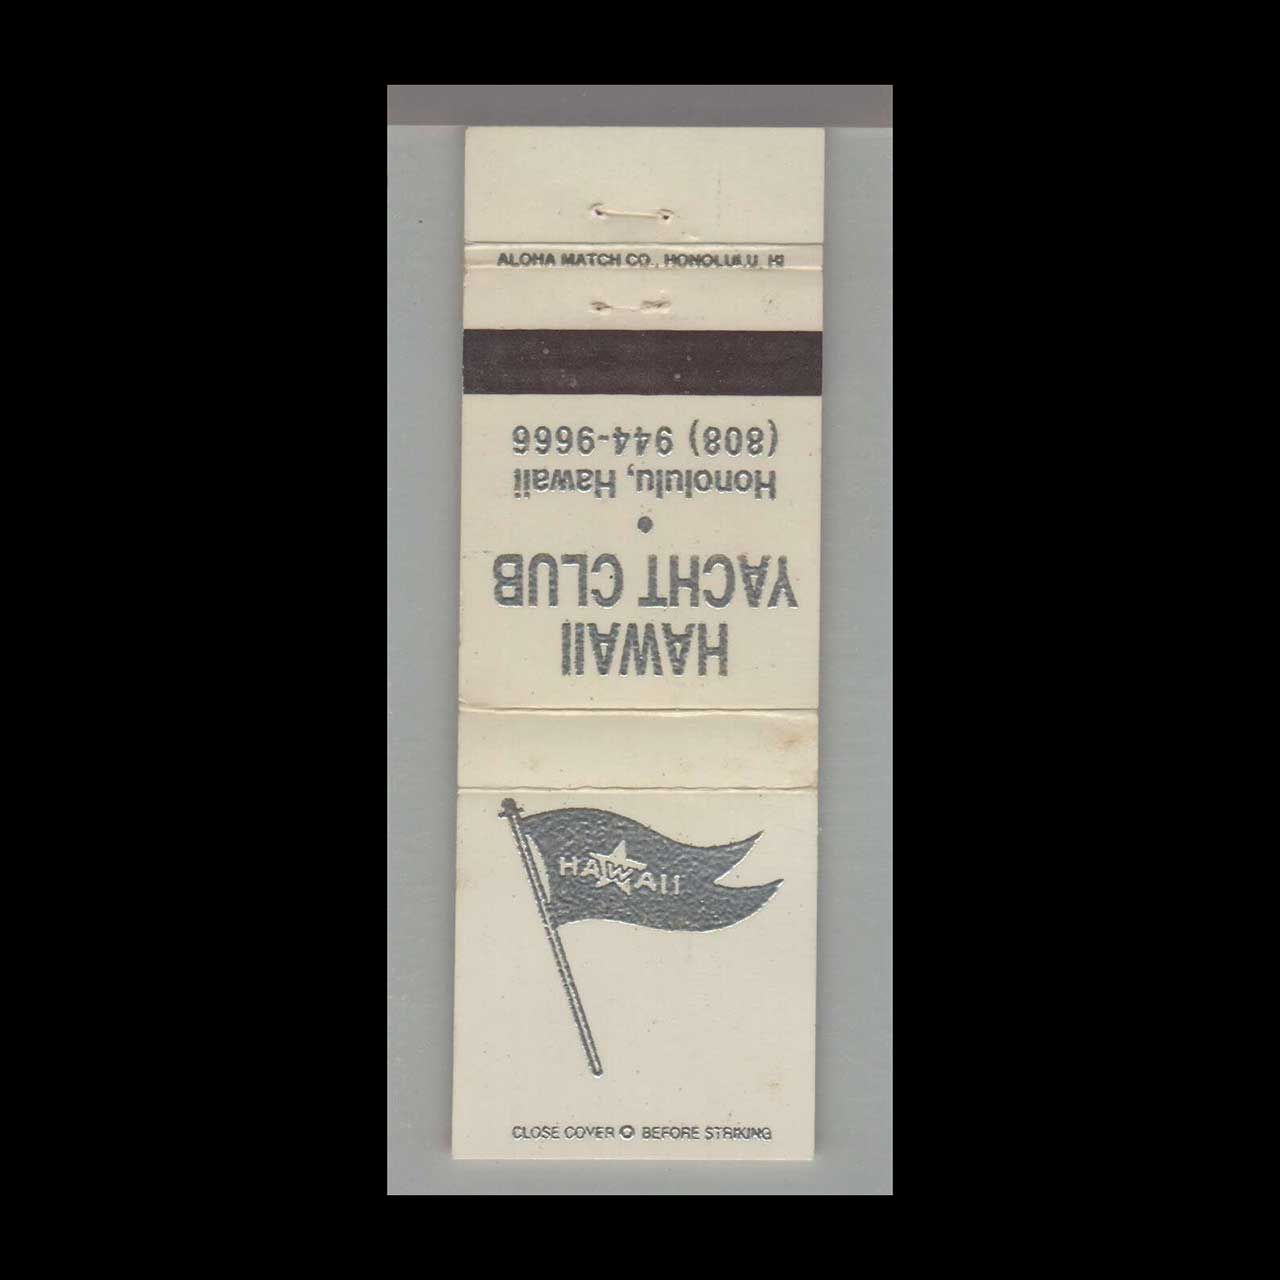 ALOHA MATCH CO., HONOLULU, HI
HAWAII
YACHT CLUB
•
Honolulu, Hawaii
(808) 944-9666
HAWAII
CLOSE COVER BEFORE STRIKING